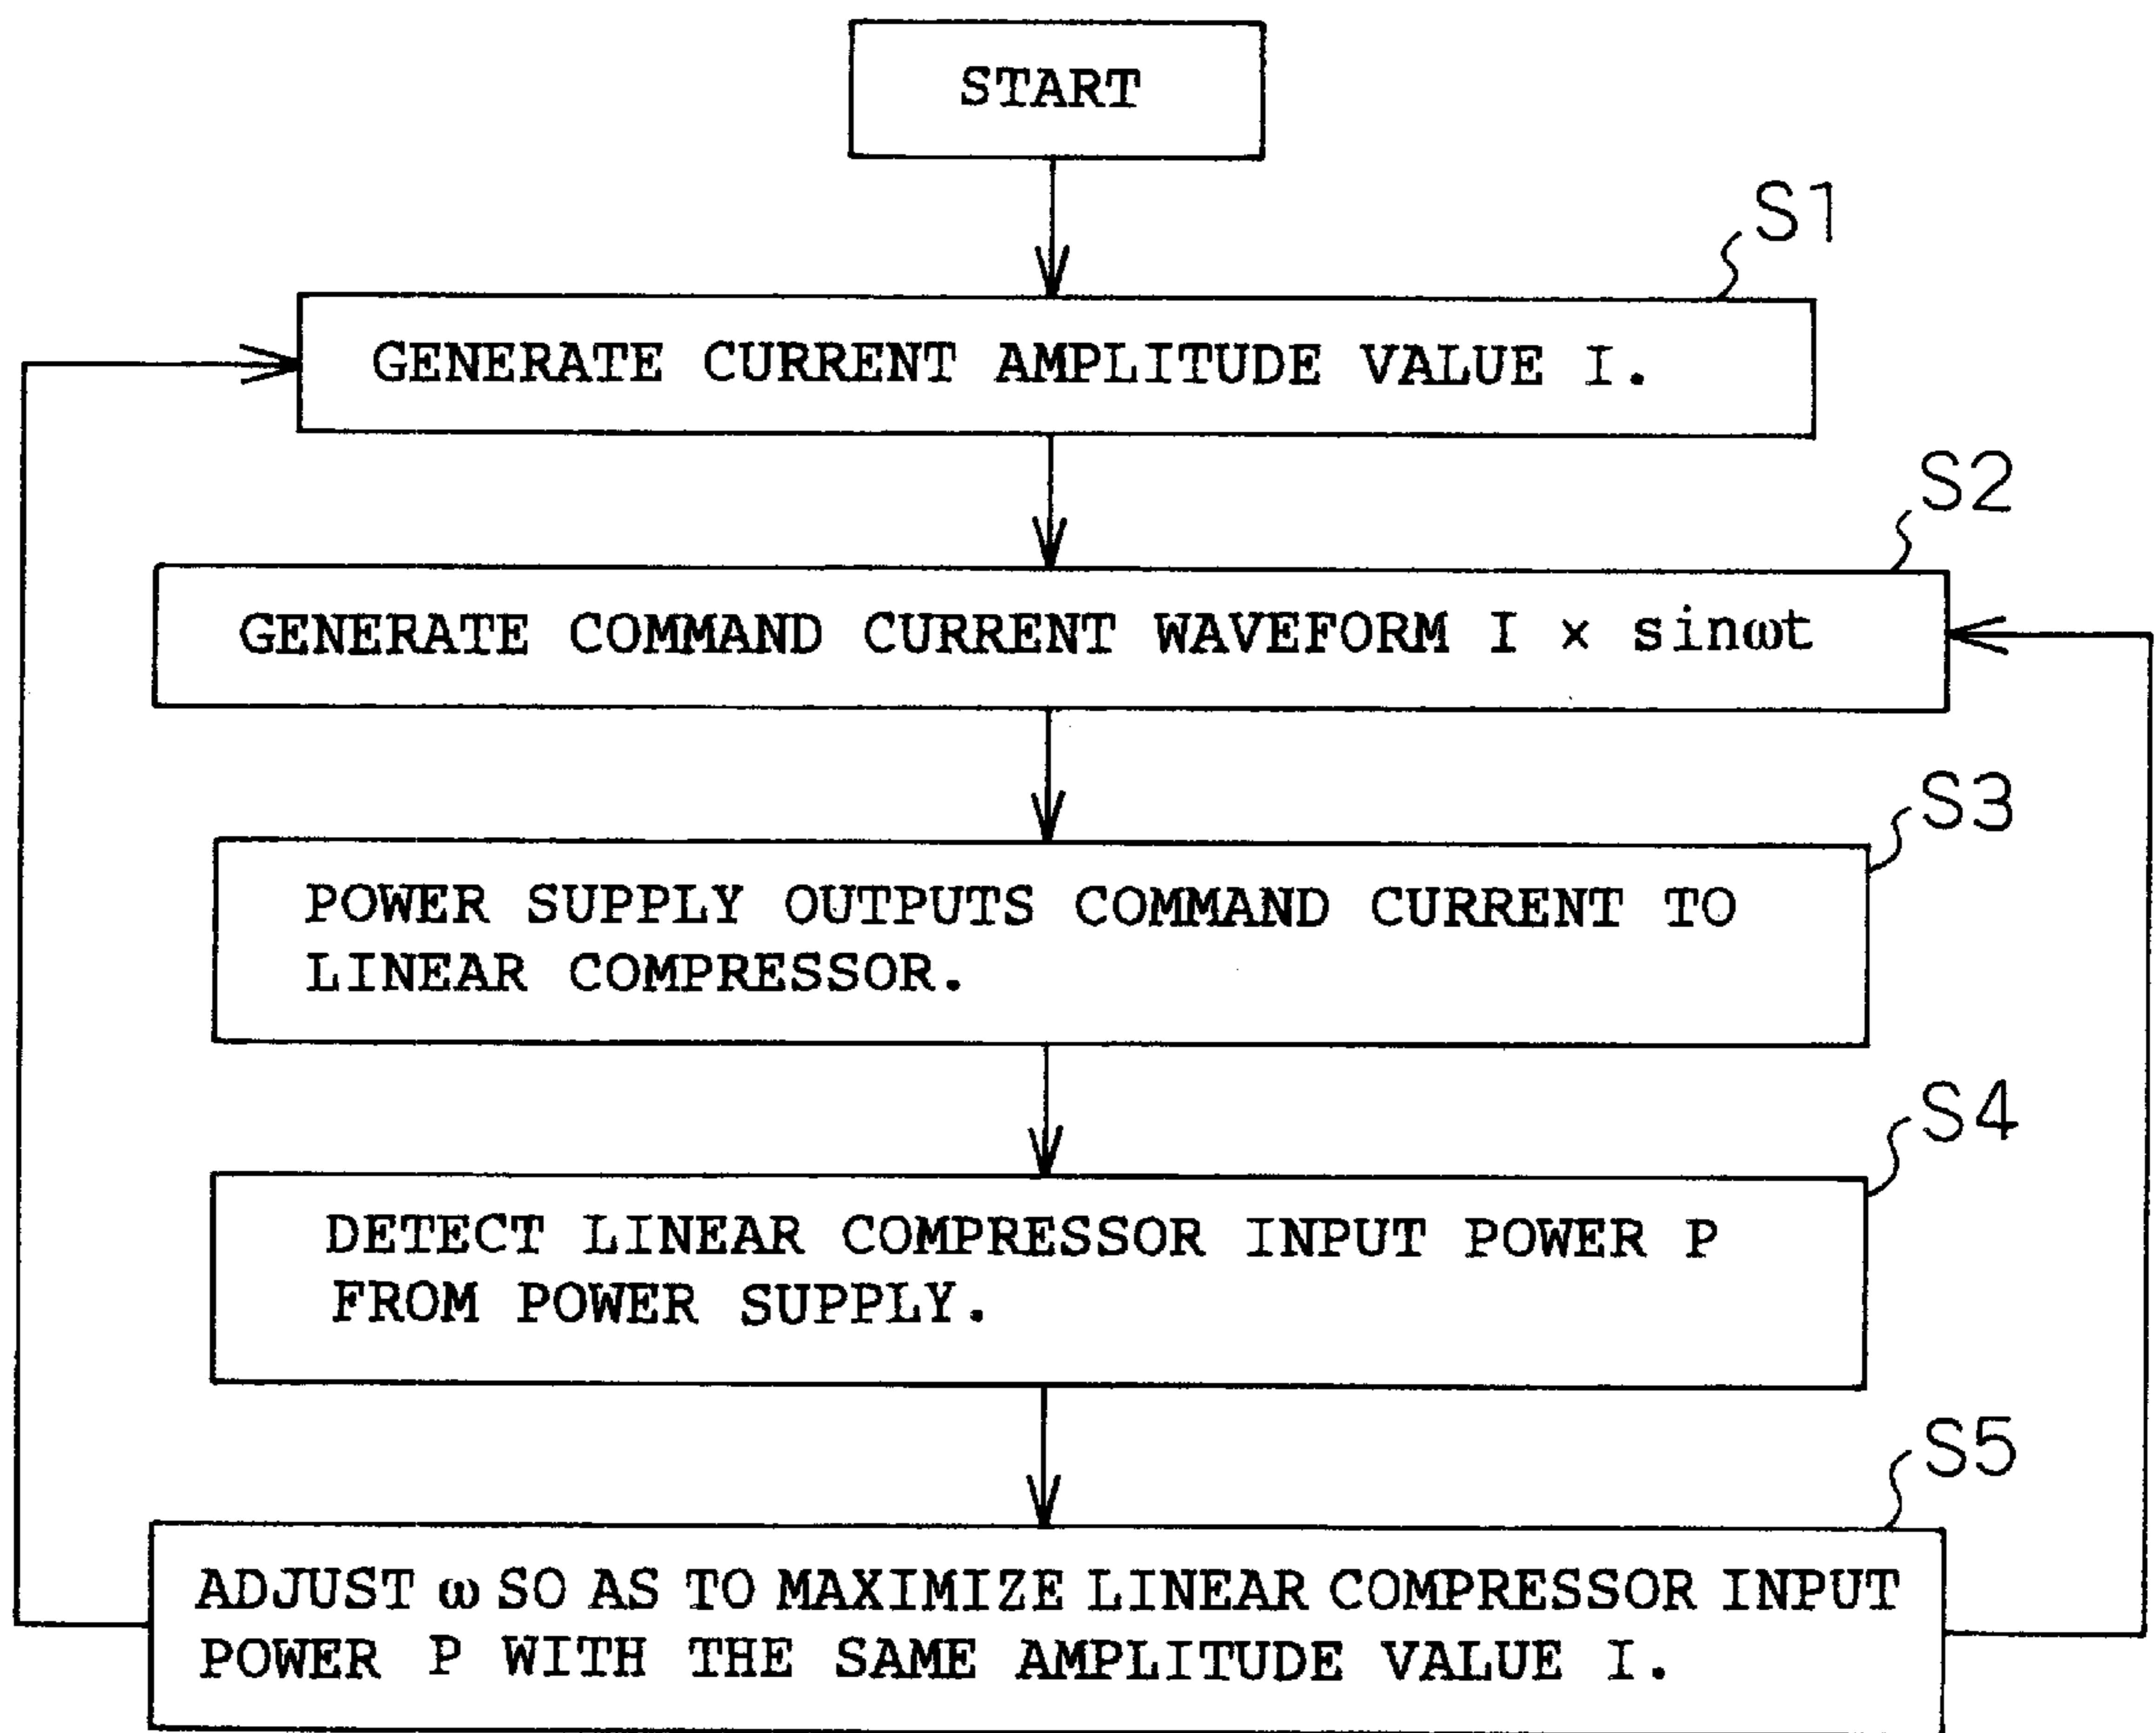 START
S1
GENERATE CURRENT AMPLITUDE VALUE I.
S2
GENERATE COMMAND CURRENT WAVEFORM I × sinωt
S3
POWER SUPPLY OUTPUTS COMMAND CURRENT TO
LINEAR COMPRESSOR.
S4
DETECT LINEAR COMPRESSOR INPUT POWER P
FROM POWER SUPPLY.
S5
ADJUST ω SO AS TO MAXIMIZE LINEAR COMPRESSOR INPUT
POWER P WITH THE SAME AMPLITUDE VALUE I.